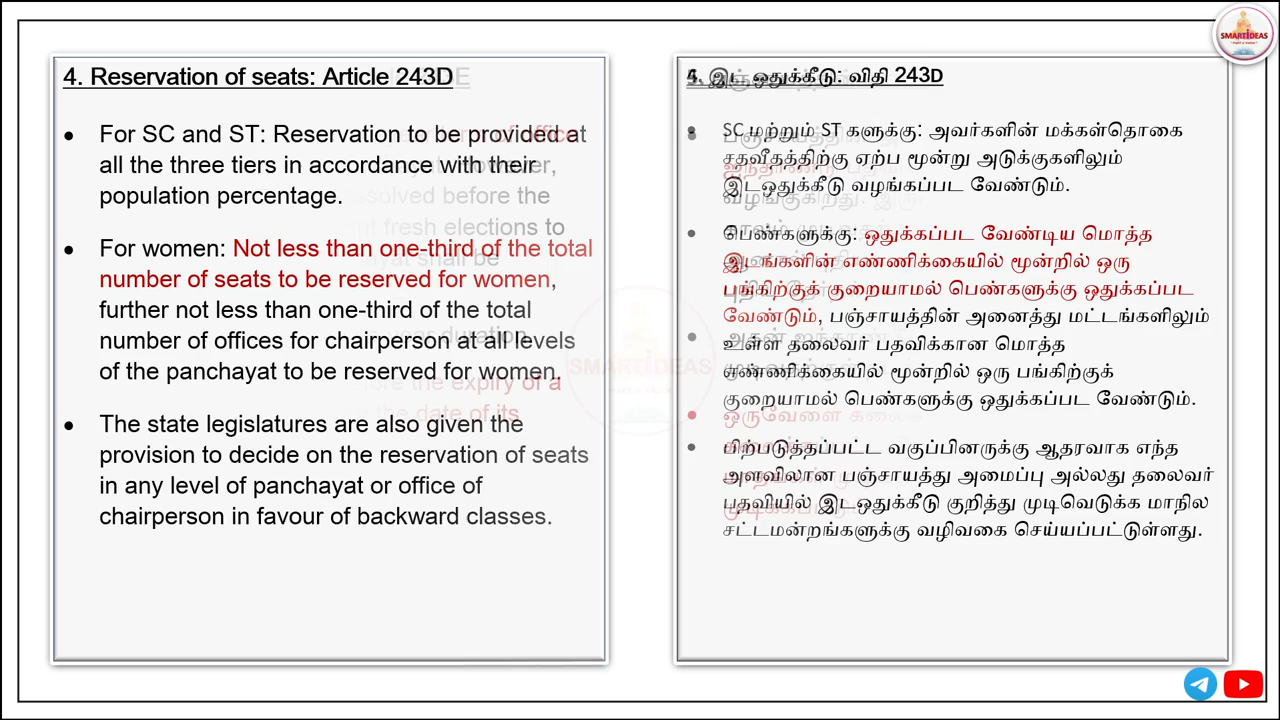 SMARTIDEAS
4. Reservation of seats: Article 243D
For SC and ST: Reservation to be provided at
all the three tiers in accordance with their
population percentage.
For women: Not less than one-third of the total
number of seats to be reserved for women,
further not less than one-third of the total
number of offices for chairperson at all levels
of the panchayat to be reserved for women.
The state legislatures are also given the
provision to decide on the reservation of seats
in any level of panchayat or office of
chairperson in favour of backward classes.
இட ஒதுக்கீடு: விதி 243D
SC மற்றும் ST களுக்கு: அவர்களின் மக்கள்தொகை
சதவீதத்திற்கு ஏற்ப மூன்று அடுக்குகளிலும்
இடஒதுக்கீடு வழங்கப்பட வேண்டும்.
பெண்களுக்கு: ஒதுக்கப்பட வேண்டிய மொத்த
இடங்களின் எண்ணிக்கையில் மூன்றில் ஒரு
பங்கிற்குக் குறையாமல் பெண்களுக்கு ஒதுக்கப்பட
வேண்டும், பஞ்சாயத்தின் அனைத்து மட்டங்களிலும்
உள்ள தலைவர் பதவிக்கான மொத்த
எண்ணிக்கையில் மூன்றில் ஒரு பங்கிற்குக்
குறையாமல் பெண்களுக்கு ஒதுக்கப்பட வேண்டும்.
பிற்படுத்தப்பட்ட வகுப்பினருக்கு ஆதரவாக எந்த
அளவிலான பஞ்சாயத்து அமைப்பு அல்லது தலைவர்
பதவியில் இடஒதுக்கீடு குறித்து முடிவெடுக்க மாநில
சட்டமன்றங்களுக்கு வழிவகை செய்யப்பட்டுள்ளது.
SMARTIDEAS